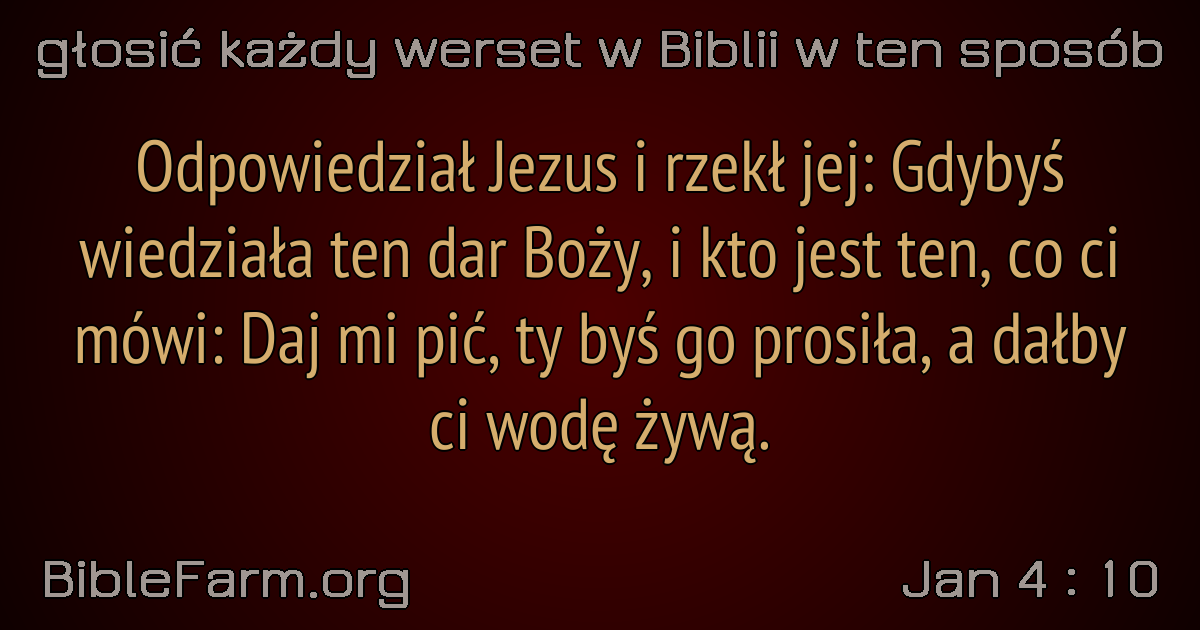 głosić każdy werset w Biblii w ten sposób
Odpowiedział Jezus i rzekł jej: Gdybyś
wiedziała ten dar Boży, i kto jest ten, co ci
mówi: Daj mi pić, ty byś go prosiła, a dałby
ci wodę żywą.
BibleFarm.org
Jan 4 : 10